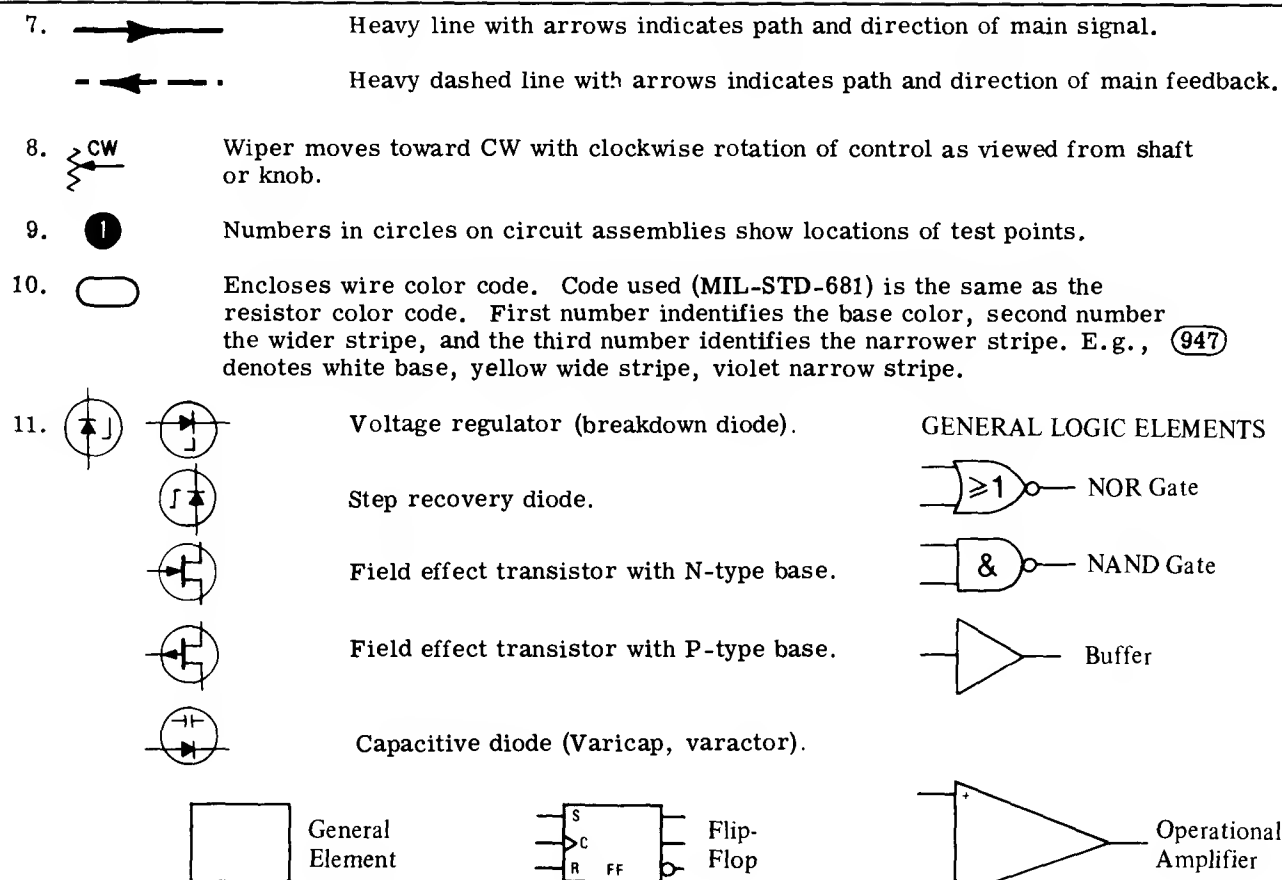 7. Heavy line with arrows indicates path and direction of main signal.
Heavy dashed line with arrows indicates path and direction of main feedback.
8. CW Wiper moves toward CW with clockwise rotation of control as viewed from shaft
or knob.
9. 1 Numbers in circles on circuit assemblies show locations of test points.
10. Encloses wire color code. Code used (MIL-STD-681) is the same as the
resistor color code. First number indentifies the base color, second number
the wider stripe, and the third number identifies the narrower stripe. E.g., 947
denotes white base, yellow wide stripe, violet narrow stripe.
11. Voltage regulator (breakdown diode).
Step recovery diode.
Field effect transistor with N-type base.
Field effect transistor with P-type base.
Capacitive diode (Varicap, varactor).
GENERAL LOGIC ELEMENTS
≥1 NOR Gate
& NAND Gate
Buffer
General
Element
S
C
R FF
Flip-
Flop
+
Operational
Amplifier